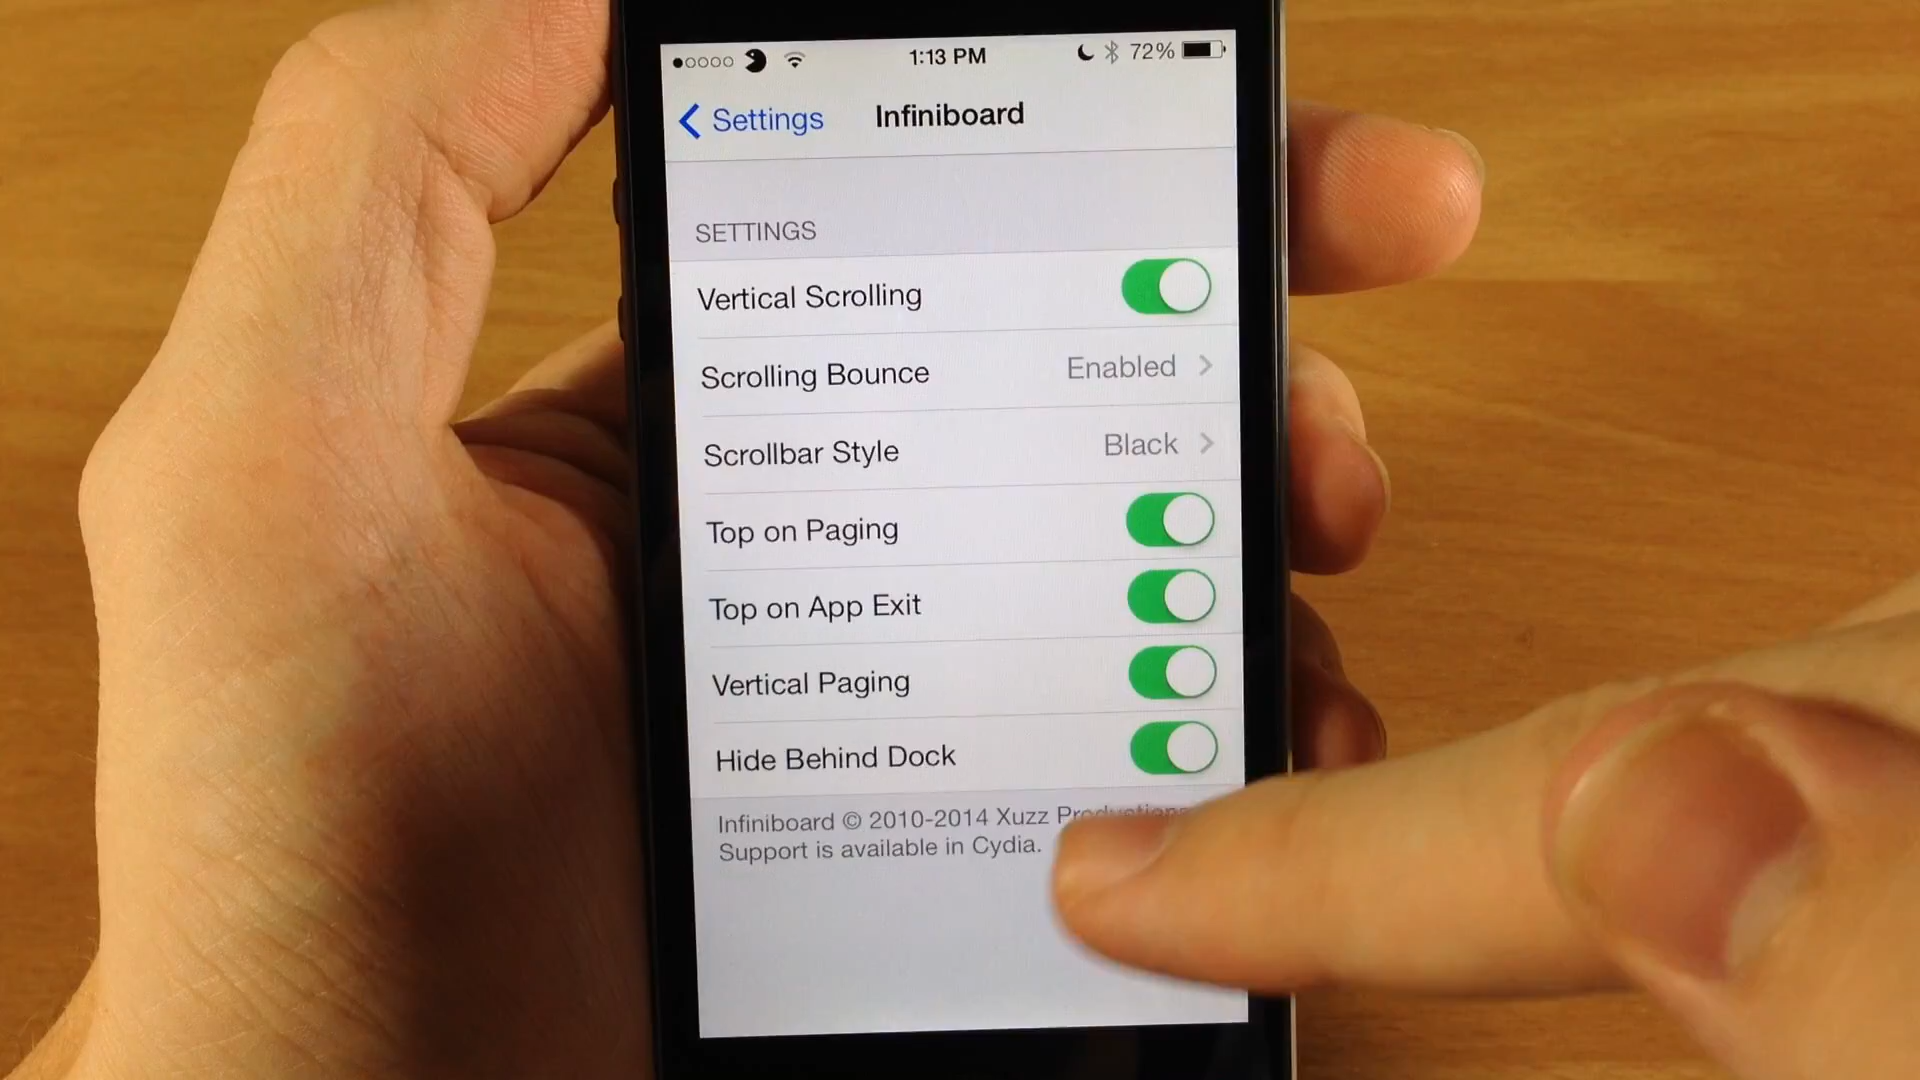 1:13 PM
72%
Settings
Infiniboard
SETTINGS
Vertical Scrolling
Scrolling Bounce Enabled
Scrollbar Style Black
Top on Paging
Top on App Exit
Vertical Paging
Hide Behind Dock
Infiniboard © 2010-2014 Xuzz
Support is available in Cydia.